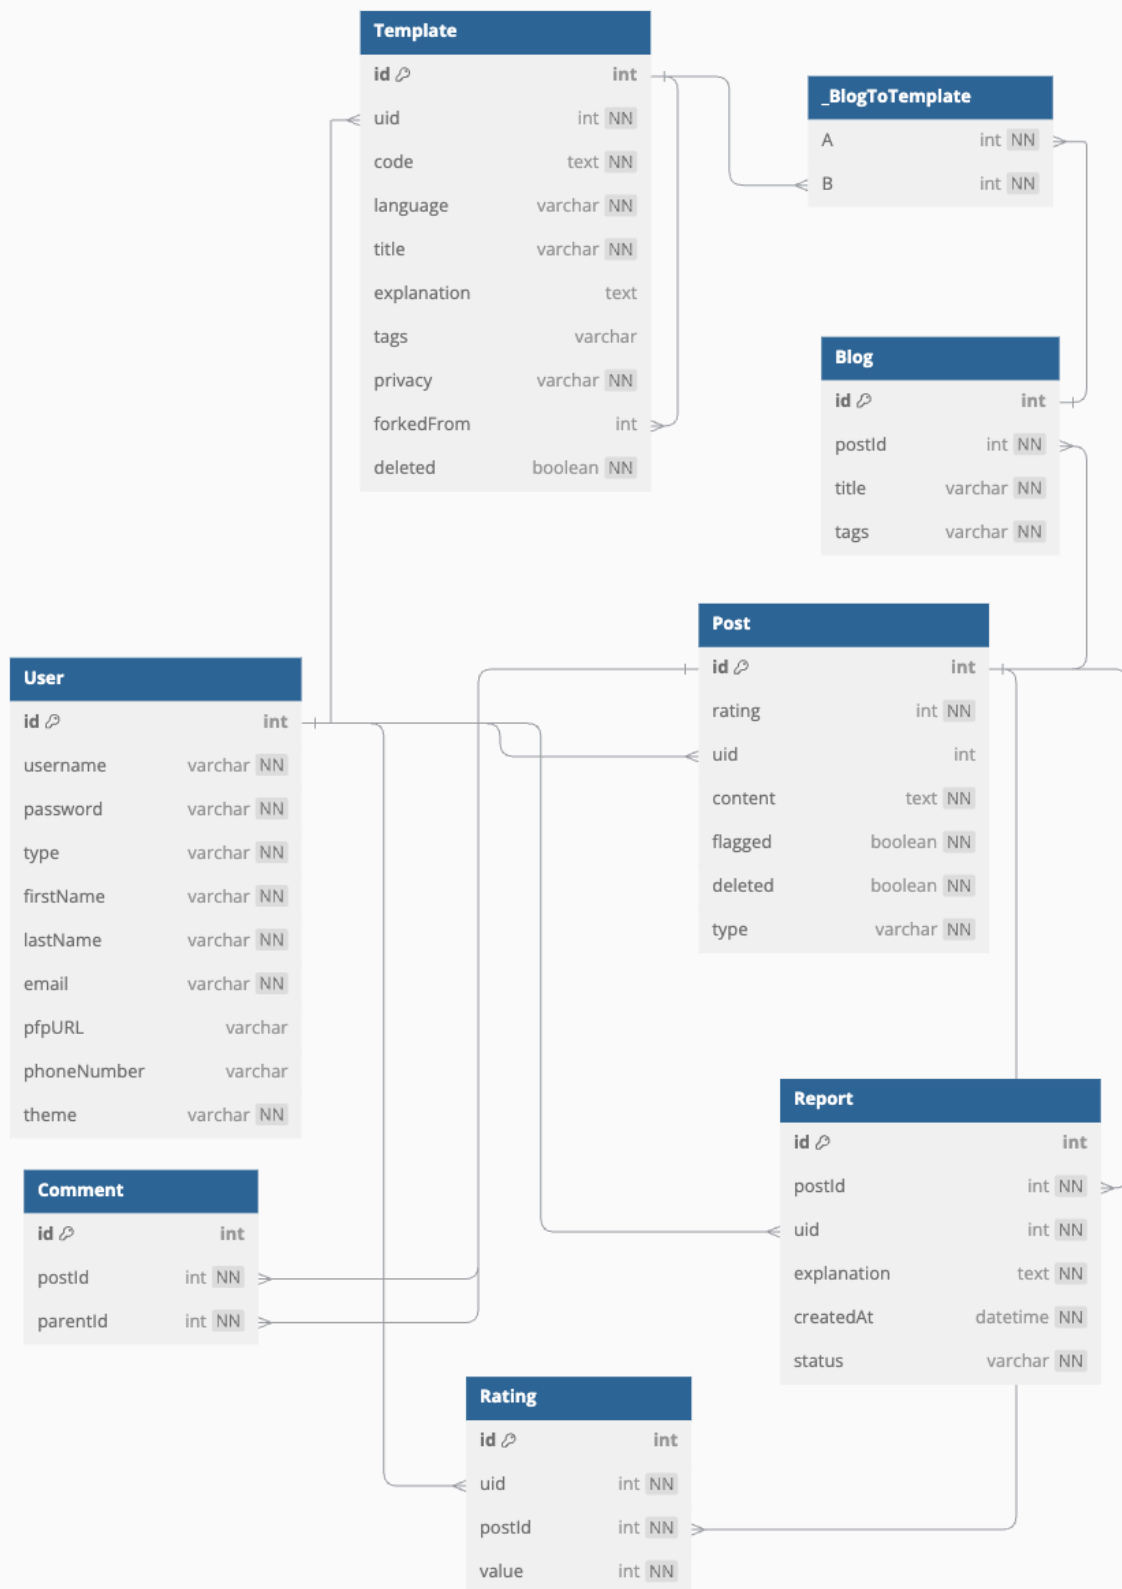 Template
id int
uid int NN
code text NN
language varchar NN
title varchar NN
explanation text
tags varchar
privacy varchar NN
forkedFrom int
deleted boolean NN
_BlogToTemplate
A int NN
B int NN
Blog
id int
postId int NN
title varchar NN
tags varchar NN
Post
id int
rating int NN
uid int
content text NN
flagged boolean NN
deleted boolean NN
type varchar NN
User
id int
username varchar NN
password varchar NN
type varchar NN
firstName varchar NN
lastName varchar NN
email varchar NN
pfpURL varchar
phoneNumber varchar
theme varchar NN
Report
id int
postId int NN
uid int NN
explanation text NN
createdAt datetime NN
status varchar NN
Comment
id int
postId int NN
parentId int NN
Rating
id int
uid int NN
postId int NN
value int NN